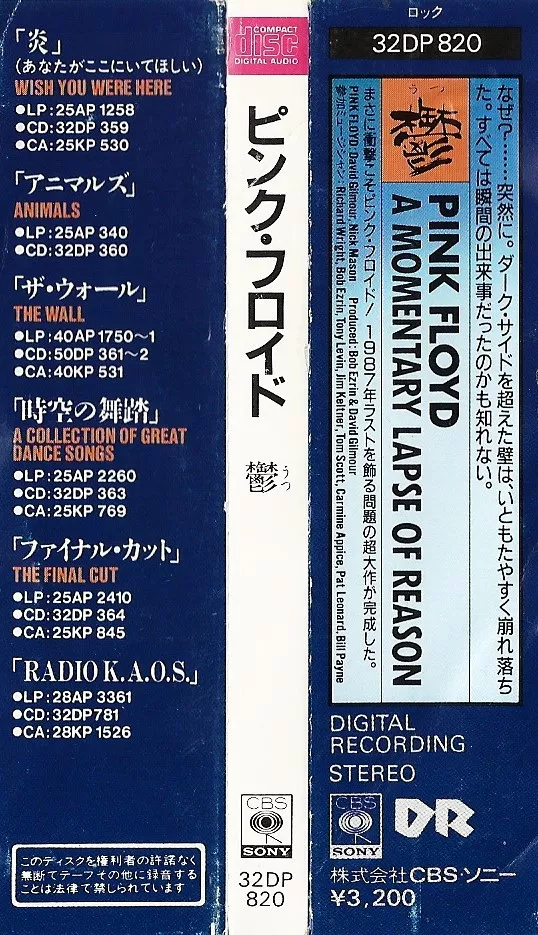 「炎」
(あなたがここにいてほしい)
WISH YOU WERE HERE
●LP:25AP 1258
●CD:32DP 359
●CA:25KP 530
「アニマルズ」
ANIMALS
●LP:25AP 340
●CD:32DP 360
「ザ・ウォール」
THE WALL
●LP:40AP 1750〜1
●CD:50DP 361〜2
●CA:40KP 531
「時空の舞踏」
A COLLECTION OF GREAT
DANCE SONGS
●LP:25AP 2260
●CD:32DP 363
●CA:25KP 769
「ファイナル・カット」
THE FINAL CUT
●LP:25AP 2410
●CD:32DP 364
●CA:25KP 845
「RADIO K.A.O.S.」
●LP:28AP 3361
●CD:32DP781
●CA:28KP 1526
このディスクを権利者の許諾なく
無断でテープその他に録音する
ことは法律で禁しられています
COMPACT
disc
DIGITAL AUDIO
ピンク・フロイド
鬱
うつ
CBS
SONY
32DP
820
ロック
32DP 820
なぜ?………突然に。ダーク・サイドを超えた壁は、いともたやすく崩れ落ち
た。すべては瞬間の出来事だったのかも知れない。
うつ
鬱
PINK FLOYD
A MOMENTARY LAPSE OF REASON
まさに衝撃こそピンク・フロイド! 1987年ラストを飾る問題の超大作が完成した。
PINK FLOYD: David Gilmour, Nick Mason Produced: Bob Ezrin & David Gilmour
参加ミュージシャン: Richard Wright, Bob Ezrin, Tony Levin, Jim Keltner, Tom Scott, Carmine Appice, Pat Leonard, Bill Payne
DIGITAL
RECORDING
STEREO
CBS
SONY
DR
株式会社CBS・ソニー
¥3,200